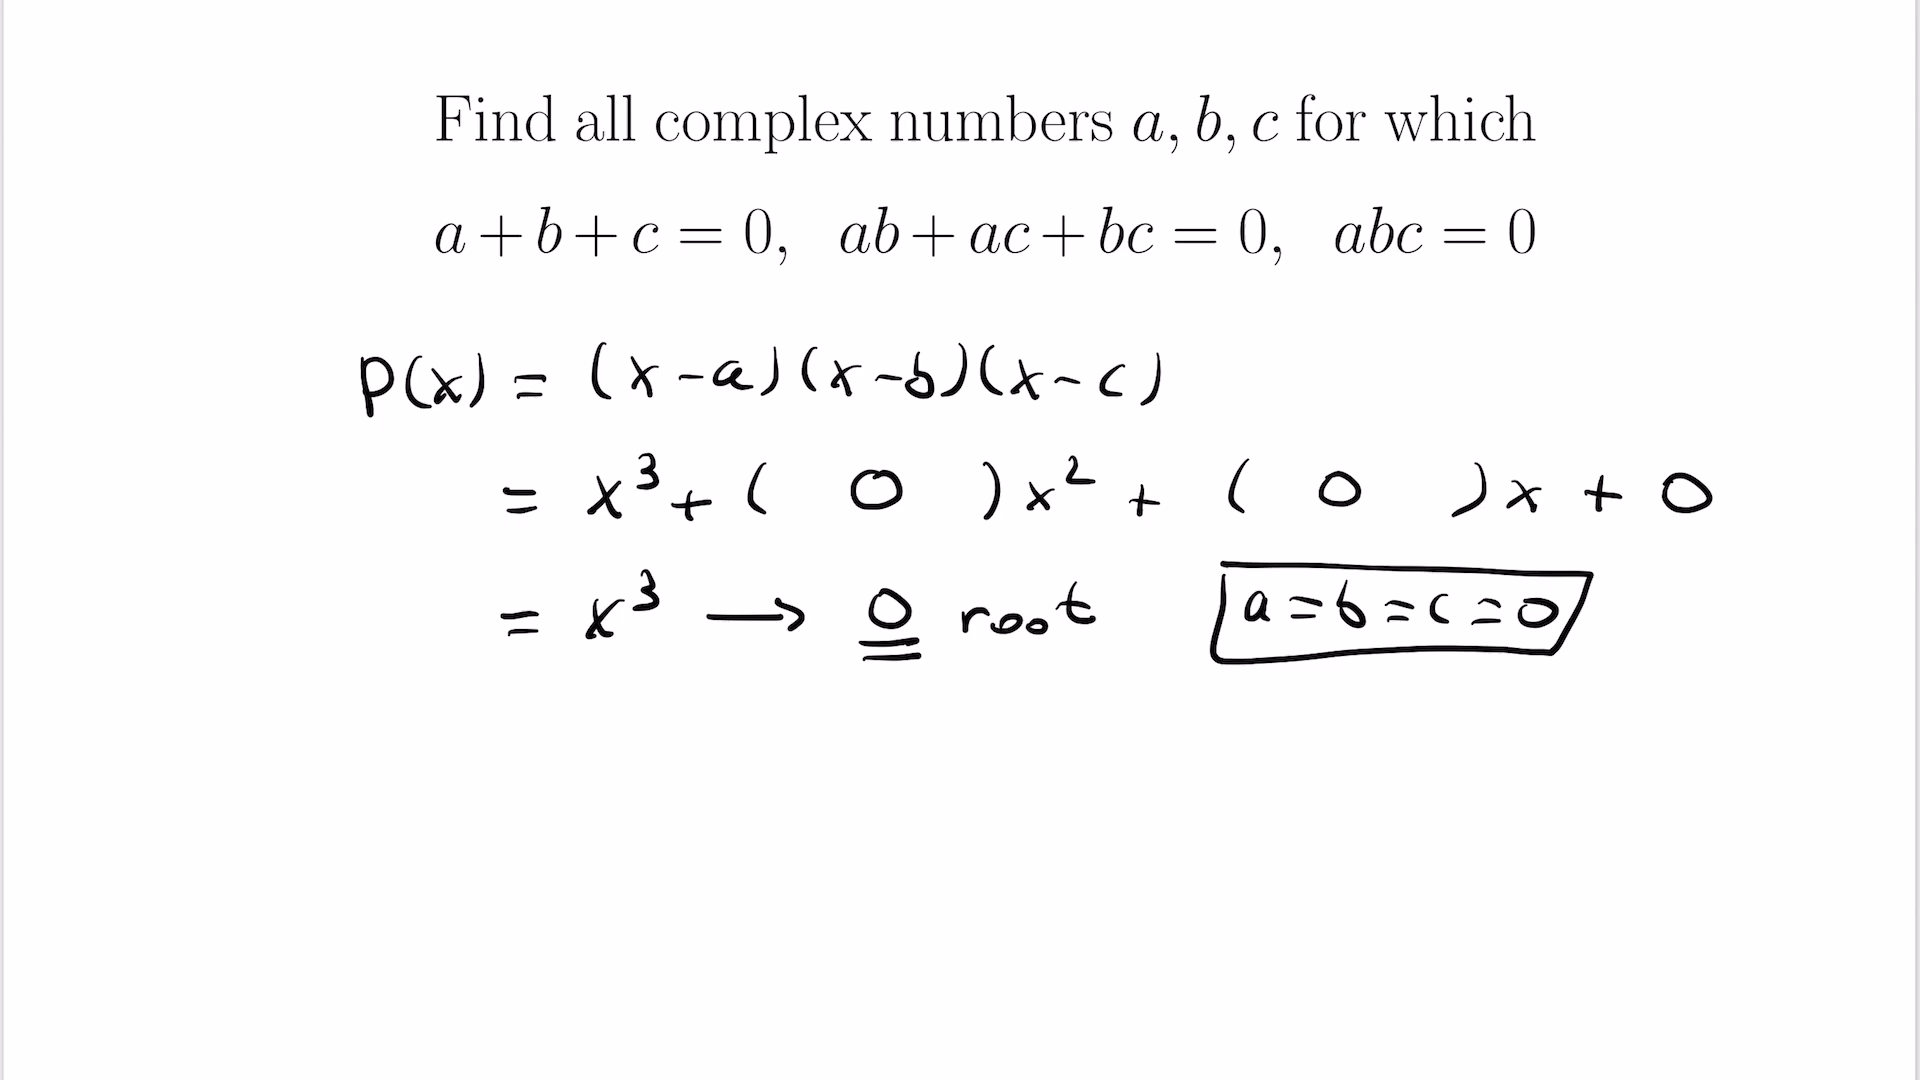 Find all complex numbers a, b, c for which
a + b + c = 0, ab + ac + bc = 0, abc = 0
P(x) = (x - a)(x - b)(x - c)
= x³ + ( 0 )x² + ( 0 )x + 0
= x³ → 0 root a = b = c = 0